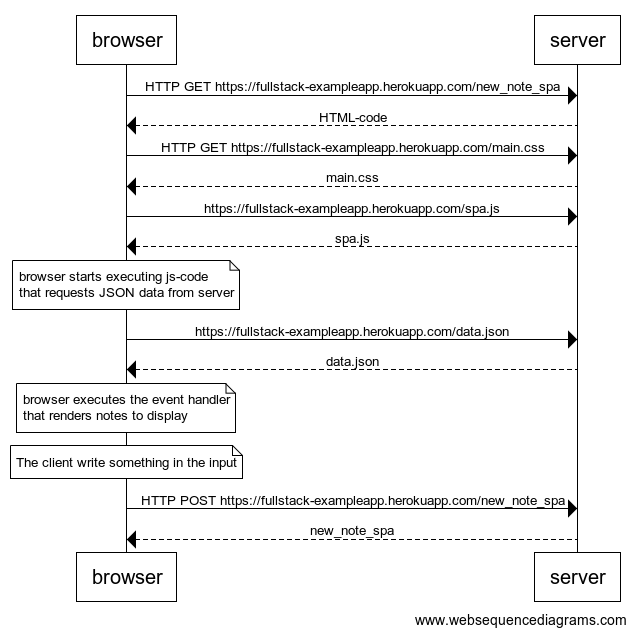 browser
server
HTTP GET https://fullstack-exampleapp.herokuapp.com/new_note_spa
HTML-code
HTTP GET https://fullstack-exampleapp.herokuapp.com/main.css
main.css
https://fullstack-exampleapp.herokuapp.com/spa.js
spa.js
browser starts executing js-code
that requests JSON data from server
https://fullstack-exampleapp.herokuapp.com/data.json
data.json
browser executes the event handler
that renders notes to display
The client write something in the input
HTTP POST https://fullstack-exampleapp.herokuapp.com/new_note_spa
new_note_spa
browser
server
www.websequencediagrams.com